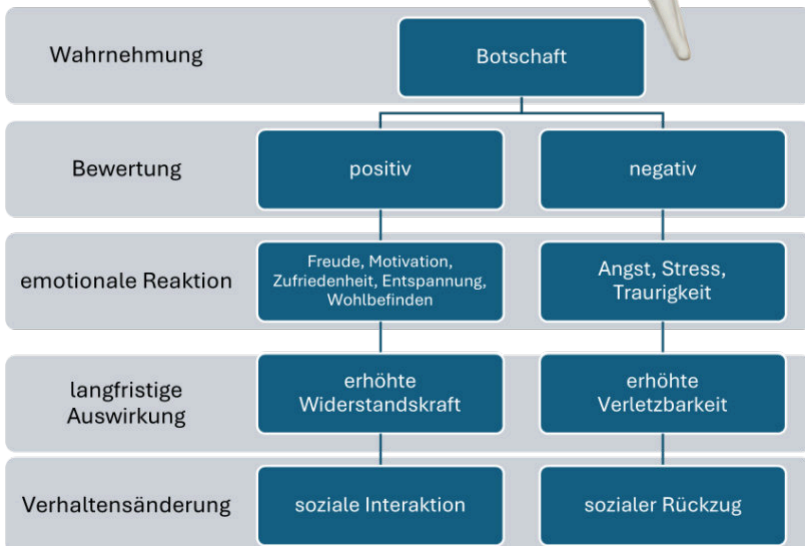 Wahrnehmung
Botschaft
Bewertung
positiv
negativ
emotionale Reaktion
Freude, Motivation,
Zufriedenheit, Entspannung,
Wohlbefinden
Angst, Stress,
Traurigkeit
langfristige
Auswirkung
erhöhte
Widerstandskraft
erhöhte
Verletzbarkeit
Verhaltensänderung
soziale Interaktion
sozialer Rückzug